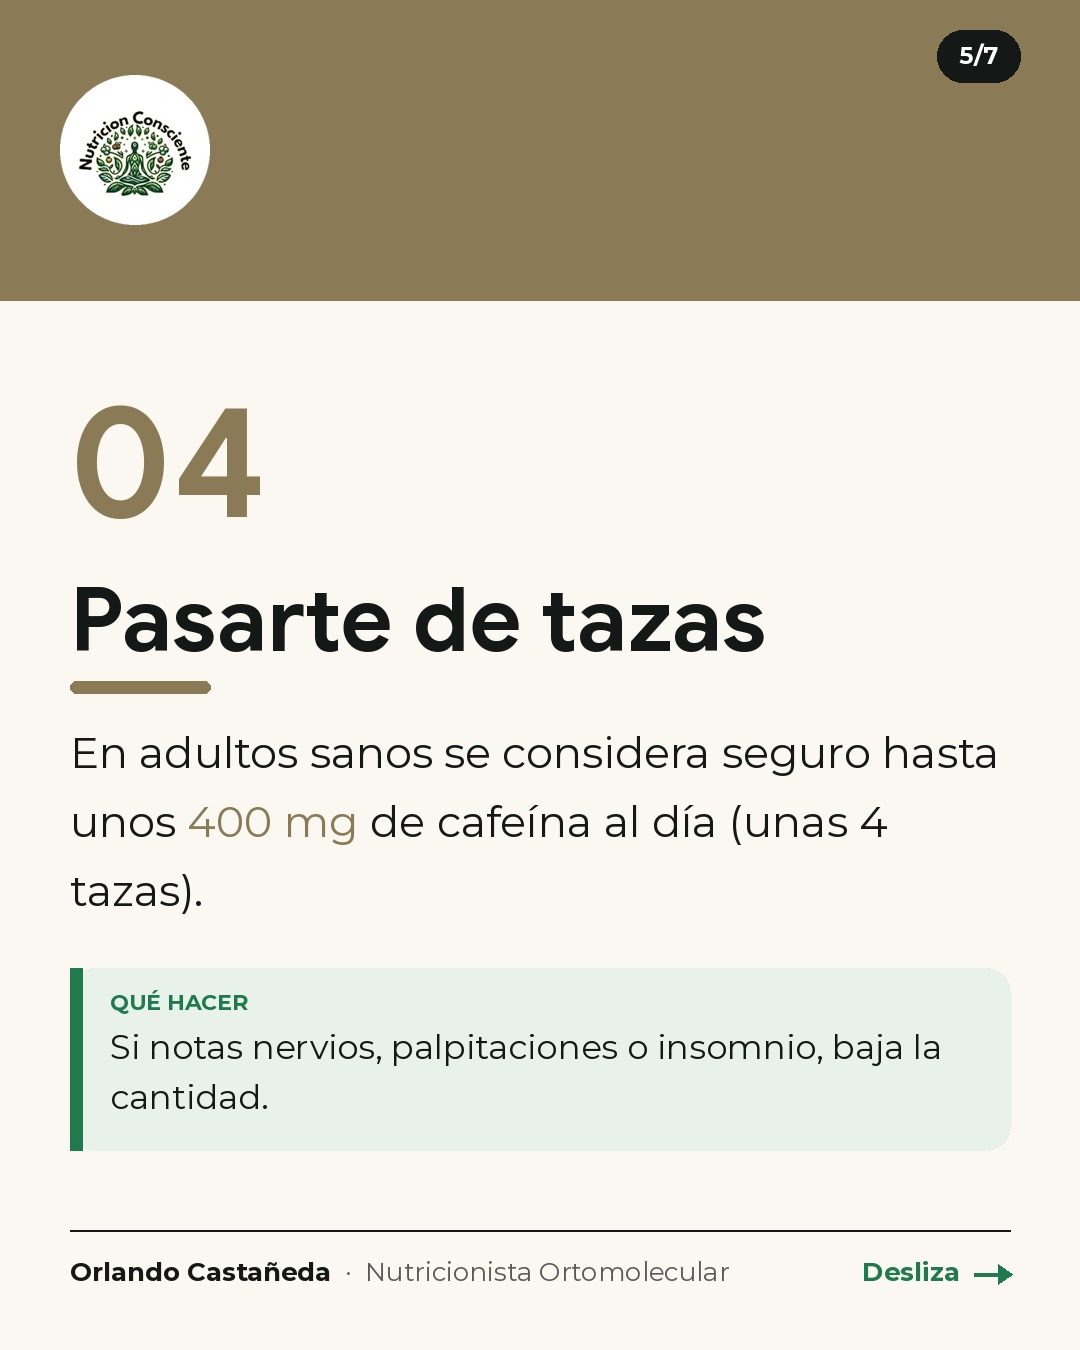 5/7
Nutricion Consciente
04
Pasarte de tazas
En adultos sanos se considera seguro hasta
unos 400 mg de cafeína al día (unas 4
tazas).
QUÉ HACER
Si notas nervios, palpitaciones o insomnio, baja la
cantidad.
Orlando Castañeda · Nutricionista Ortomolecular
Desliza →